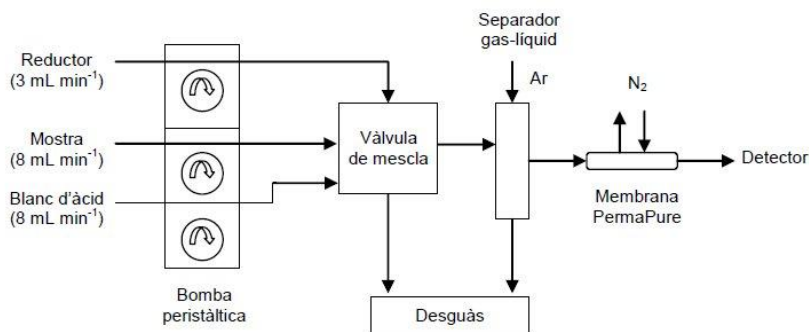 Separador
gas-líquid
Reductor
(3 mL min⁻¹)
Ar
N₂
Mostra
(8 mL min⁻¹)
Vàlvula
de mescla
Detector
Blanc d'àcid
(8 mL min⁻¹)
Membrana
PermaPure
Bomba
peristàltica
Desguàs